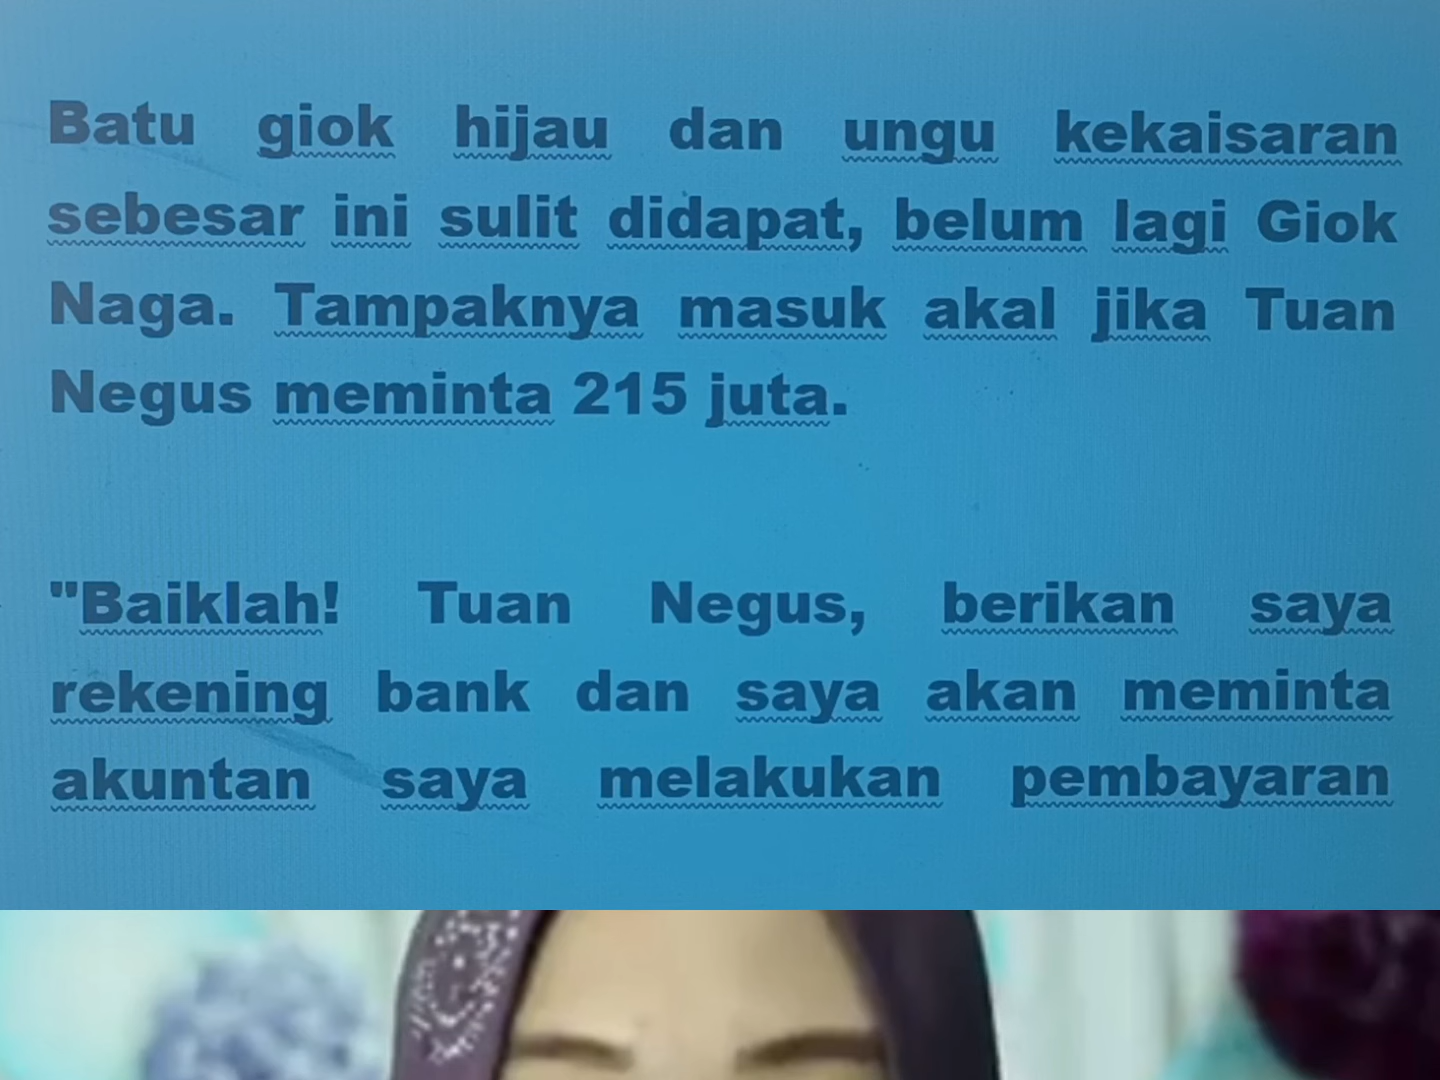 Batu giok hijau dan ungu kekaisaran
sebesar ini sulit didapat, belum lagi Giok
Naga. Tampaknya masuk akal jika Tuan
Negus meminta 215 juta.
"Baiklah! Tuan Negus, berikan saya
rekening bank dan saya akan meminta
akuntan saya melakukan pembayaran